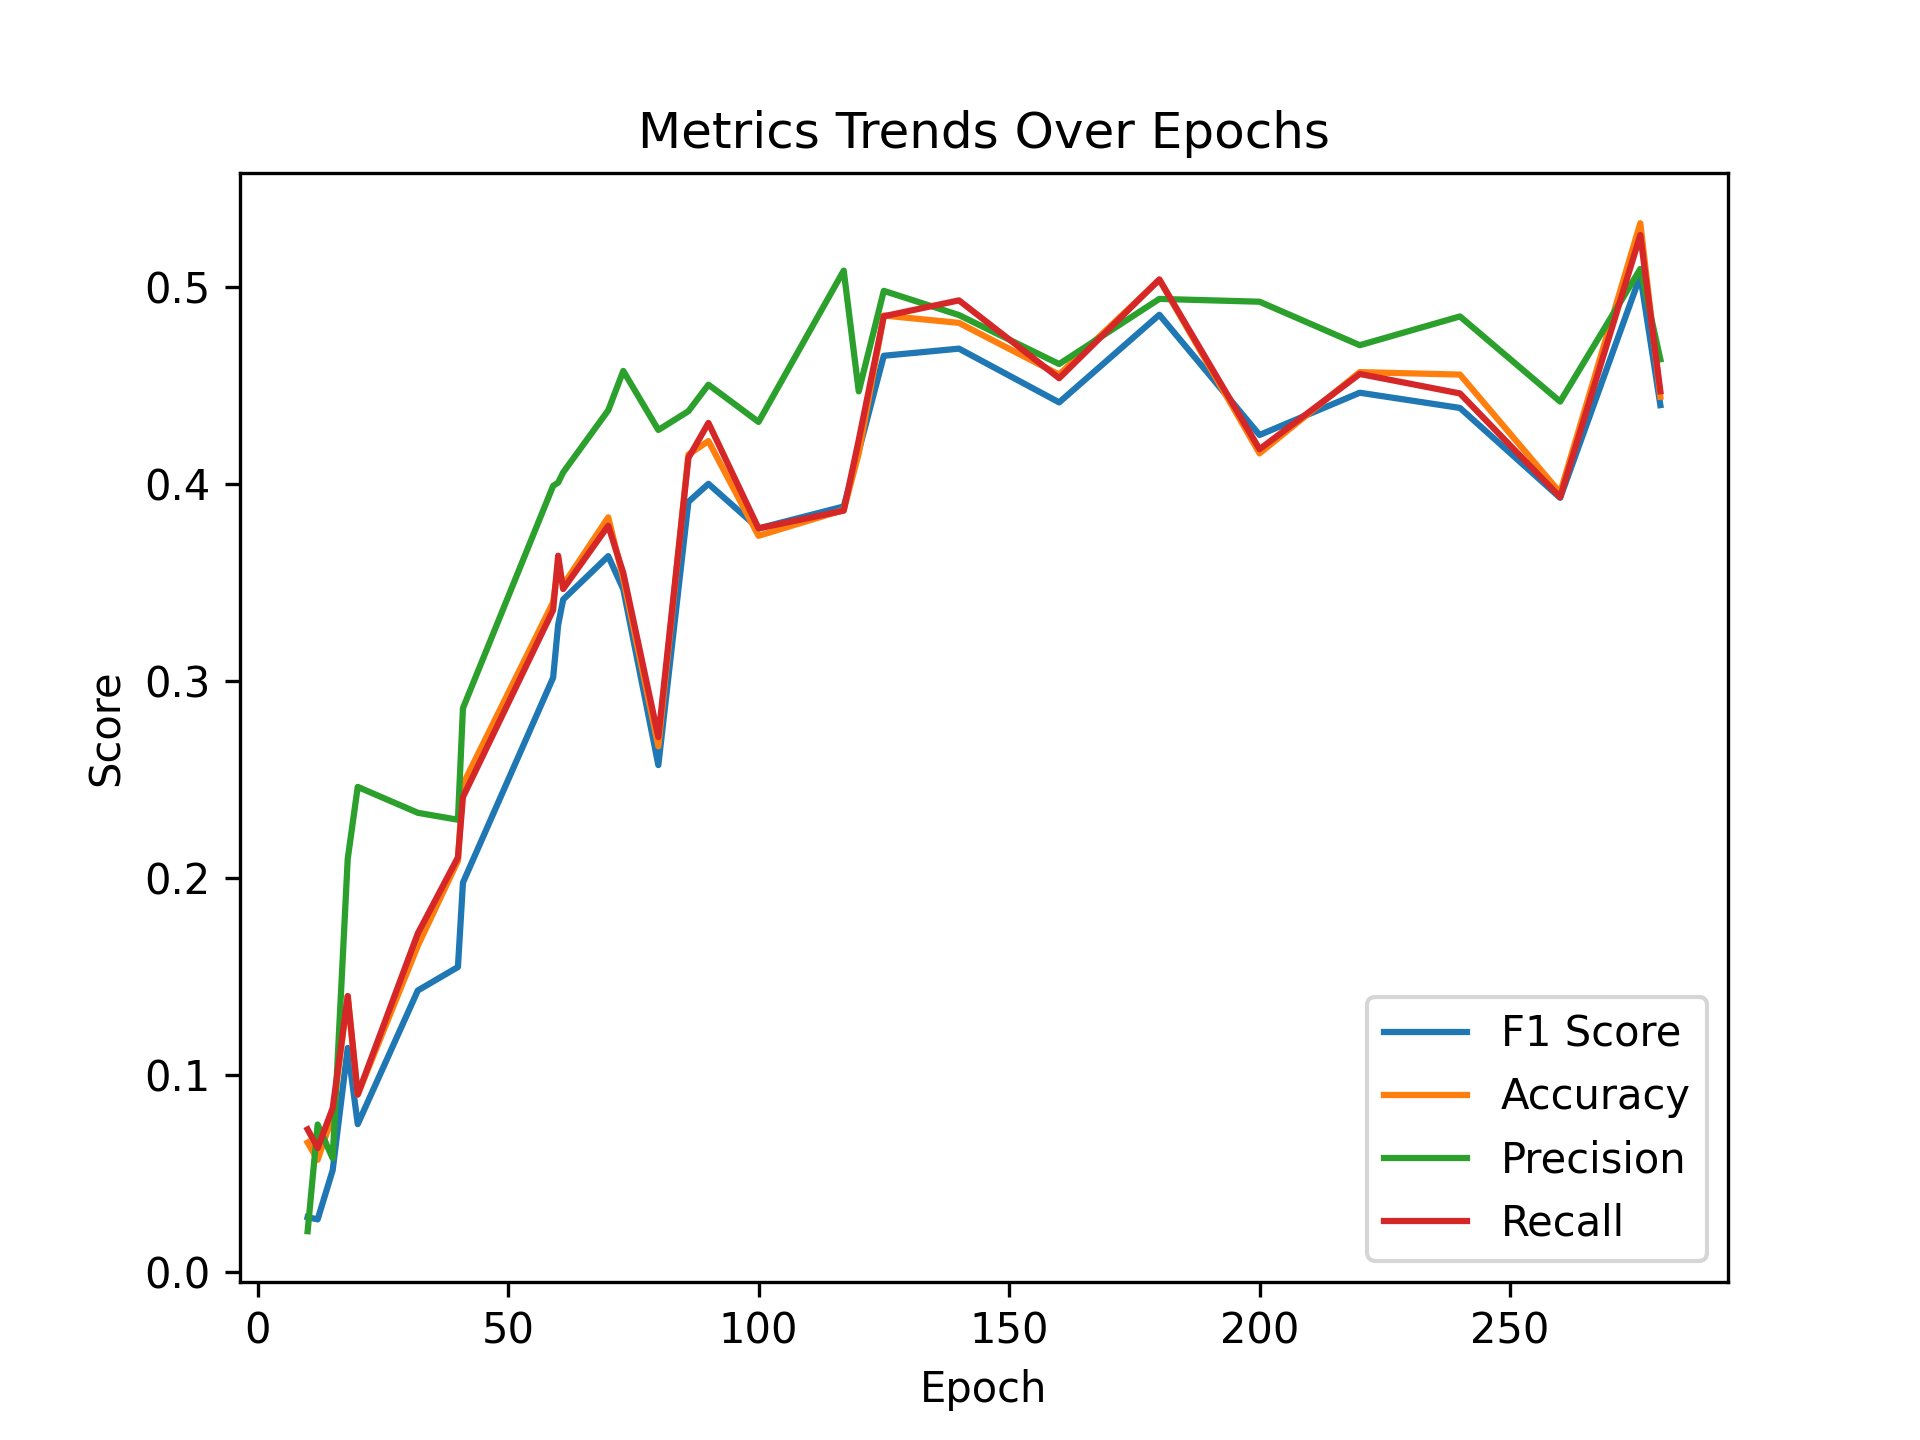 Metrics Trends Over Epochs
0.5
0.4
0.3
0.2
0.1
0.0
Score
0 50 100 150 200 250
Epoch
F1 Score
Accuracy
Precision
Recall